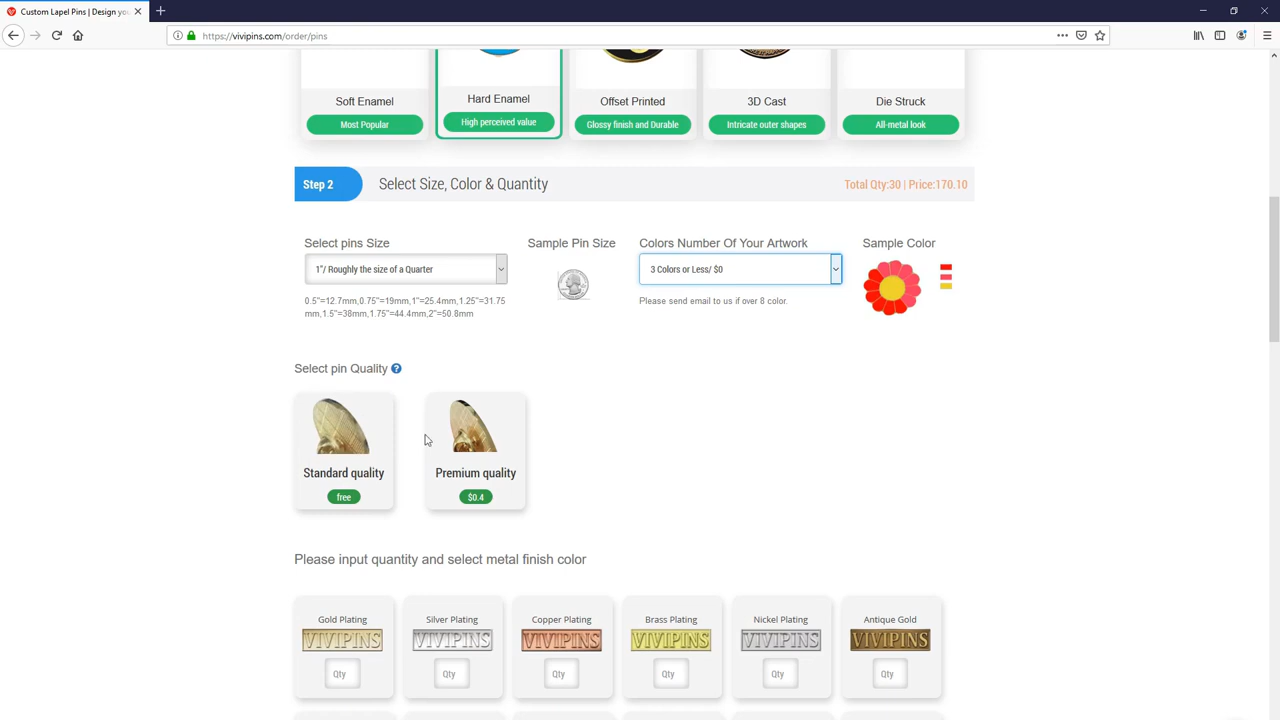 Custom Lapel Pins | Design you
https://vivipins.com/order/pins
Soft Enamel
Most Popular
Hard Enamel
High perceived value
Offset Printed
Glossy finish and Durable
3D Cast
Intricate outer shapes
Die Struck
All-metal look
Step 2
Select Size, Color & Quantity
Total Qty:30 | Price:170.10
Select pins Size
Sample Pin Size
Colors Number Of Your Artwork
Sample Color
1"/ Roughly the size of a Quarter
3 Colors or Less/ $0
0.5"=12.7mm,0.75"=19mm,1"=25.4mm,1.25"=31.75
mm,1.5"=38mm,1.75"=44.4mm,2"=50.8mm
Please send email to us if over 8 color.
Select pin Quality ?
Standard quality
free
Premium quality
$0.4
Please input quantity and select metal finish color
Gold Plating
VIVIPINS
Qty
Silver Plating
VIVIPINS
Qty
Copper Plating
VIVIPINS
Qty
Brass Plating
VIVIPINS
Qty
Nickel Plating
VIVIPINS
Qty
Antique Gold
VIVIPINS
Qty